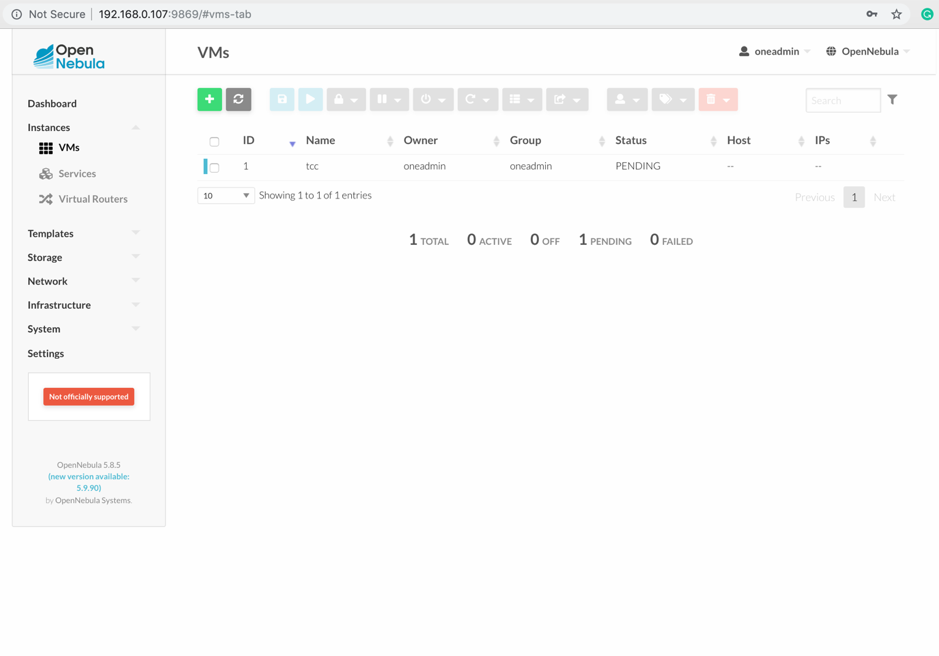 Not Secure | 192.168.0.107:9869/#vms-tab
Open
Nebula
VMs
oneadmin
OpenNebula
Dashboard
Instances
VMs
Services
Virtual Routers
Templates
Storage
Network
Infrastructure
System
Settings
Not officially supported
OpenNebula 5.8.5
(new version available:
5.9.90)
by OpenNebula Systems.
Search
ID Name Owner Group Status Host IPs
1 tcc oneadmin oneadmin PENDING -- --
10 Showing 1 to 1 of 1 entries
Previous 1 Next
1 TOTAL 0 ACTIVE 0 OFF 1 PENDING 0 FAILED